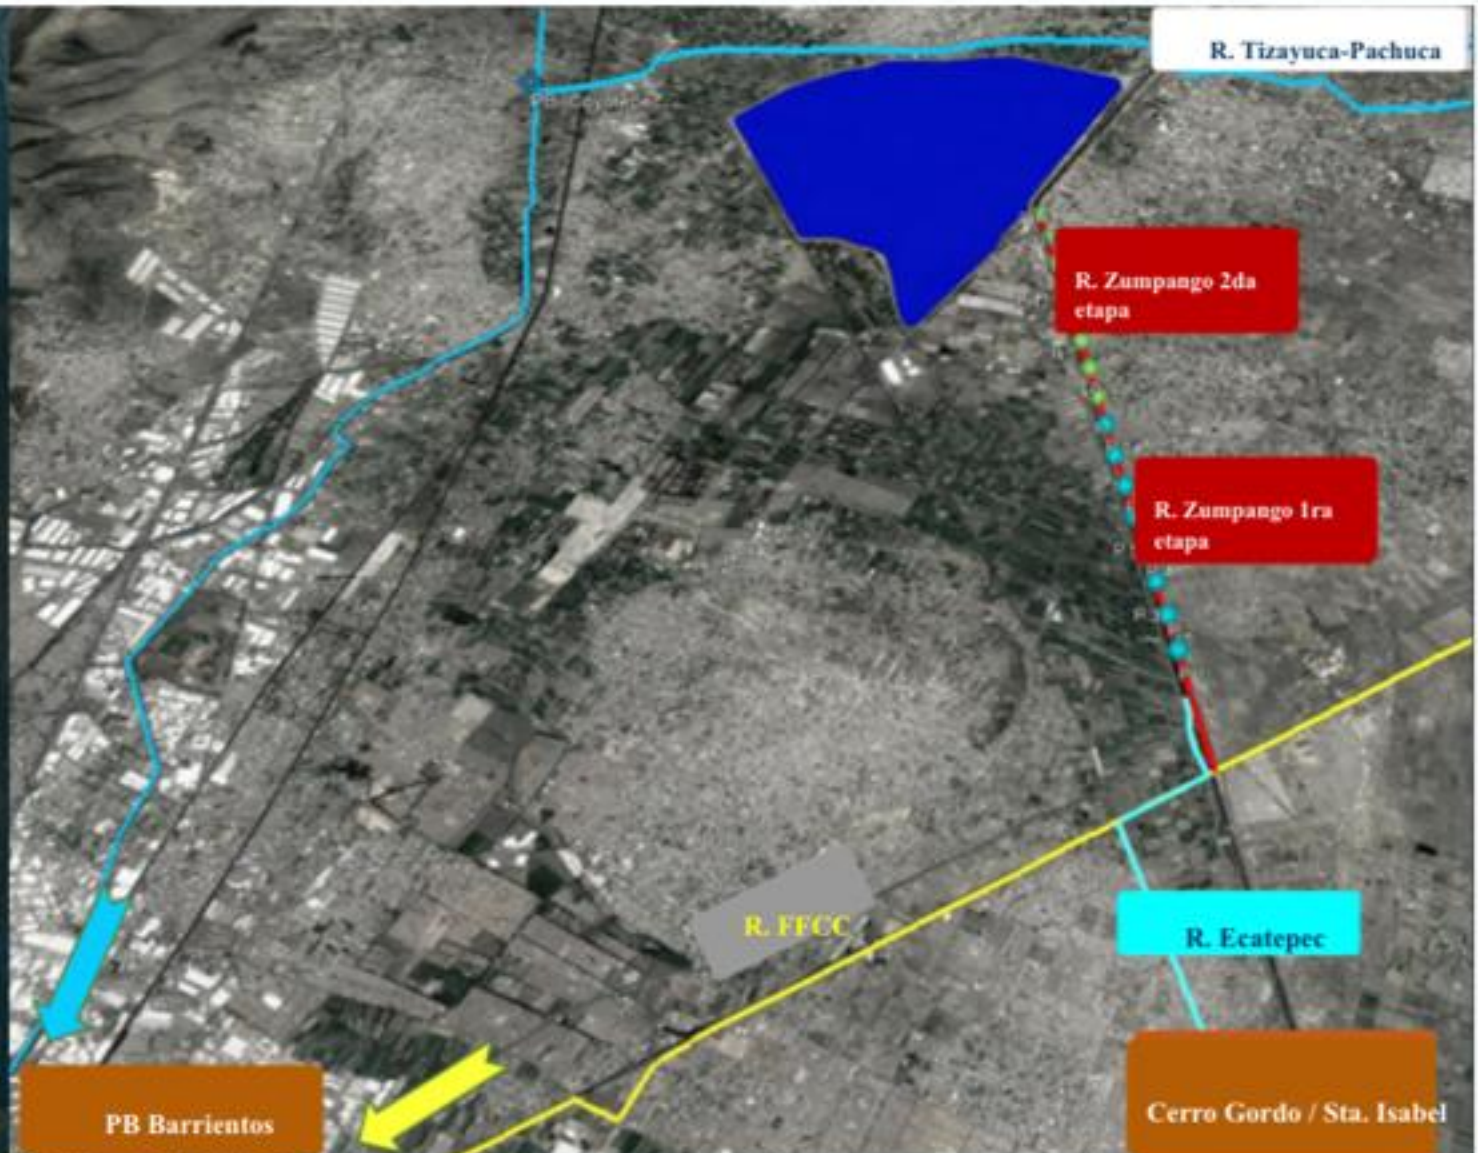 R. Tizayuca-Pachuca
R. Zumpango 2da
etapa
R. Zumpango 1ra
etapa
R. FFCC
R. Ecatepec
PB Barrientos
Cerro Gordo / Sta. Isabel